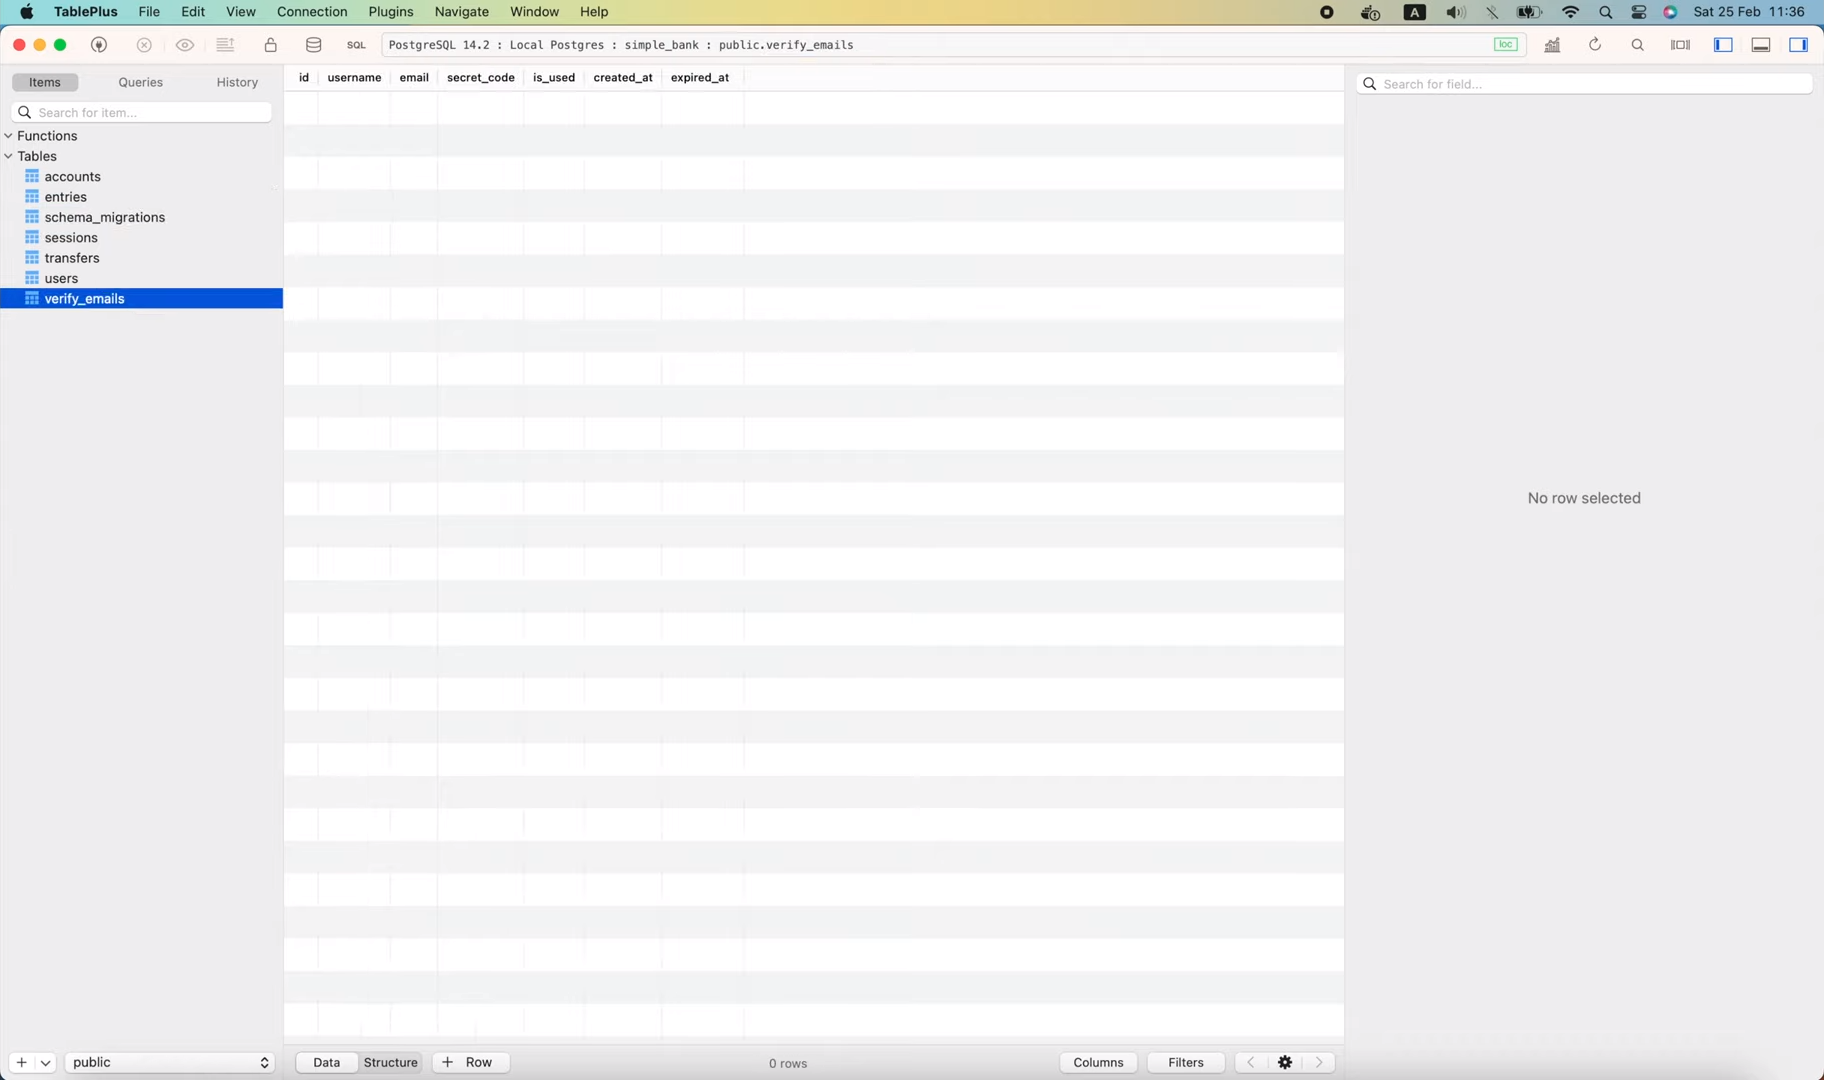 TablePlus File Edit View Connection Plugins Navigate Window Help A Sat 25 Feb 11:36
SQL PostgreSQL 14.2 : Local Postgres : simple_bank : public.verify_emails loc
Items Queries History
Search for item...
Functions
Tables
accounts
entries
schema_migrations
sessions
transfers
users
verify_emails
id username email secret_code is_used created_at expired_at
Search for field...
No row selected
public
Data Structure + Row 0 rows Columns Filters